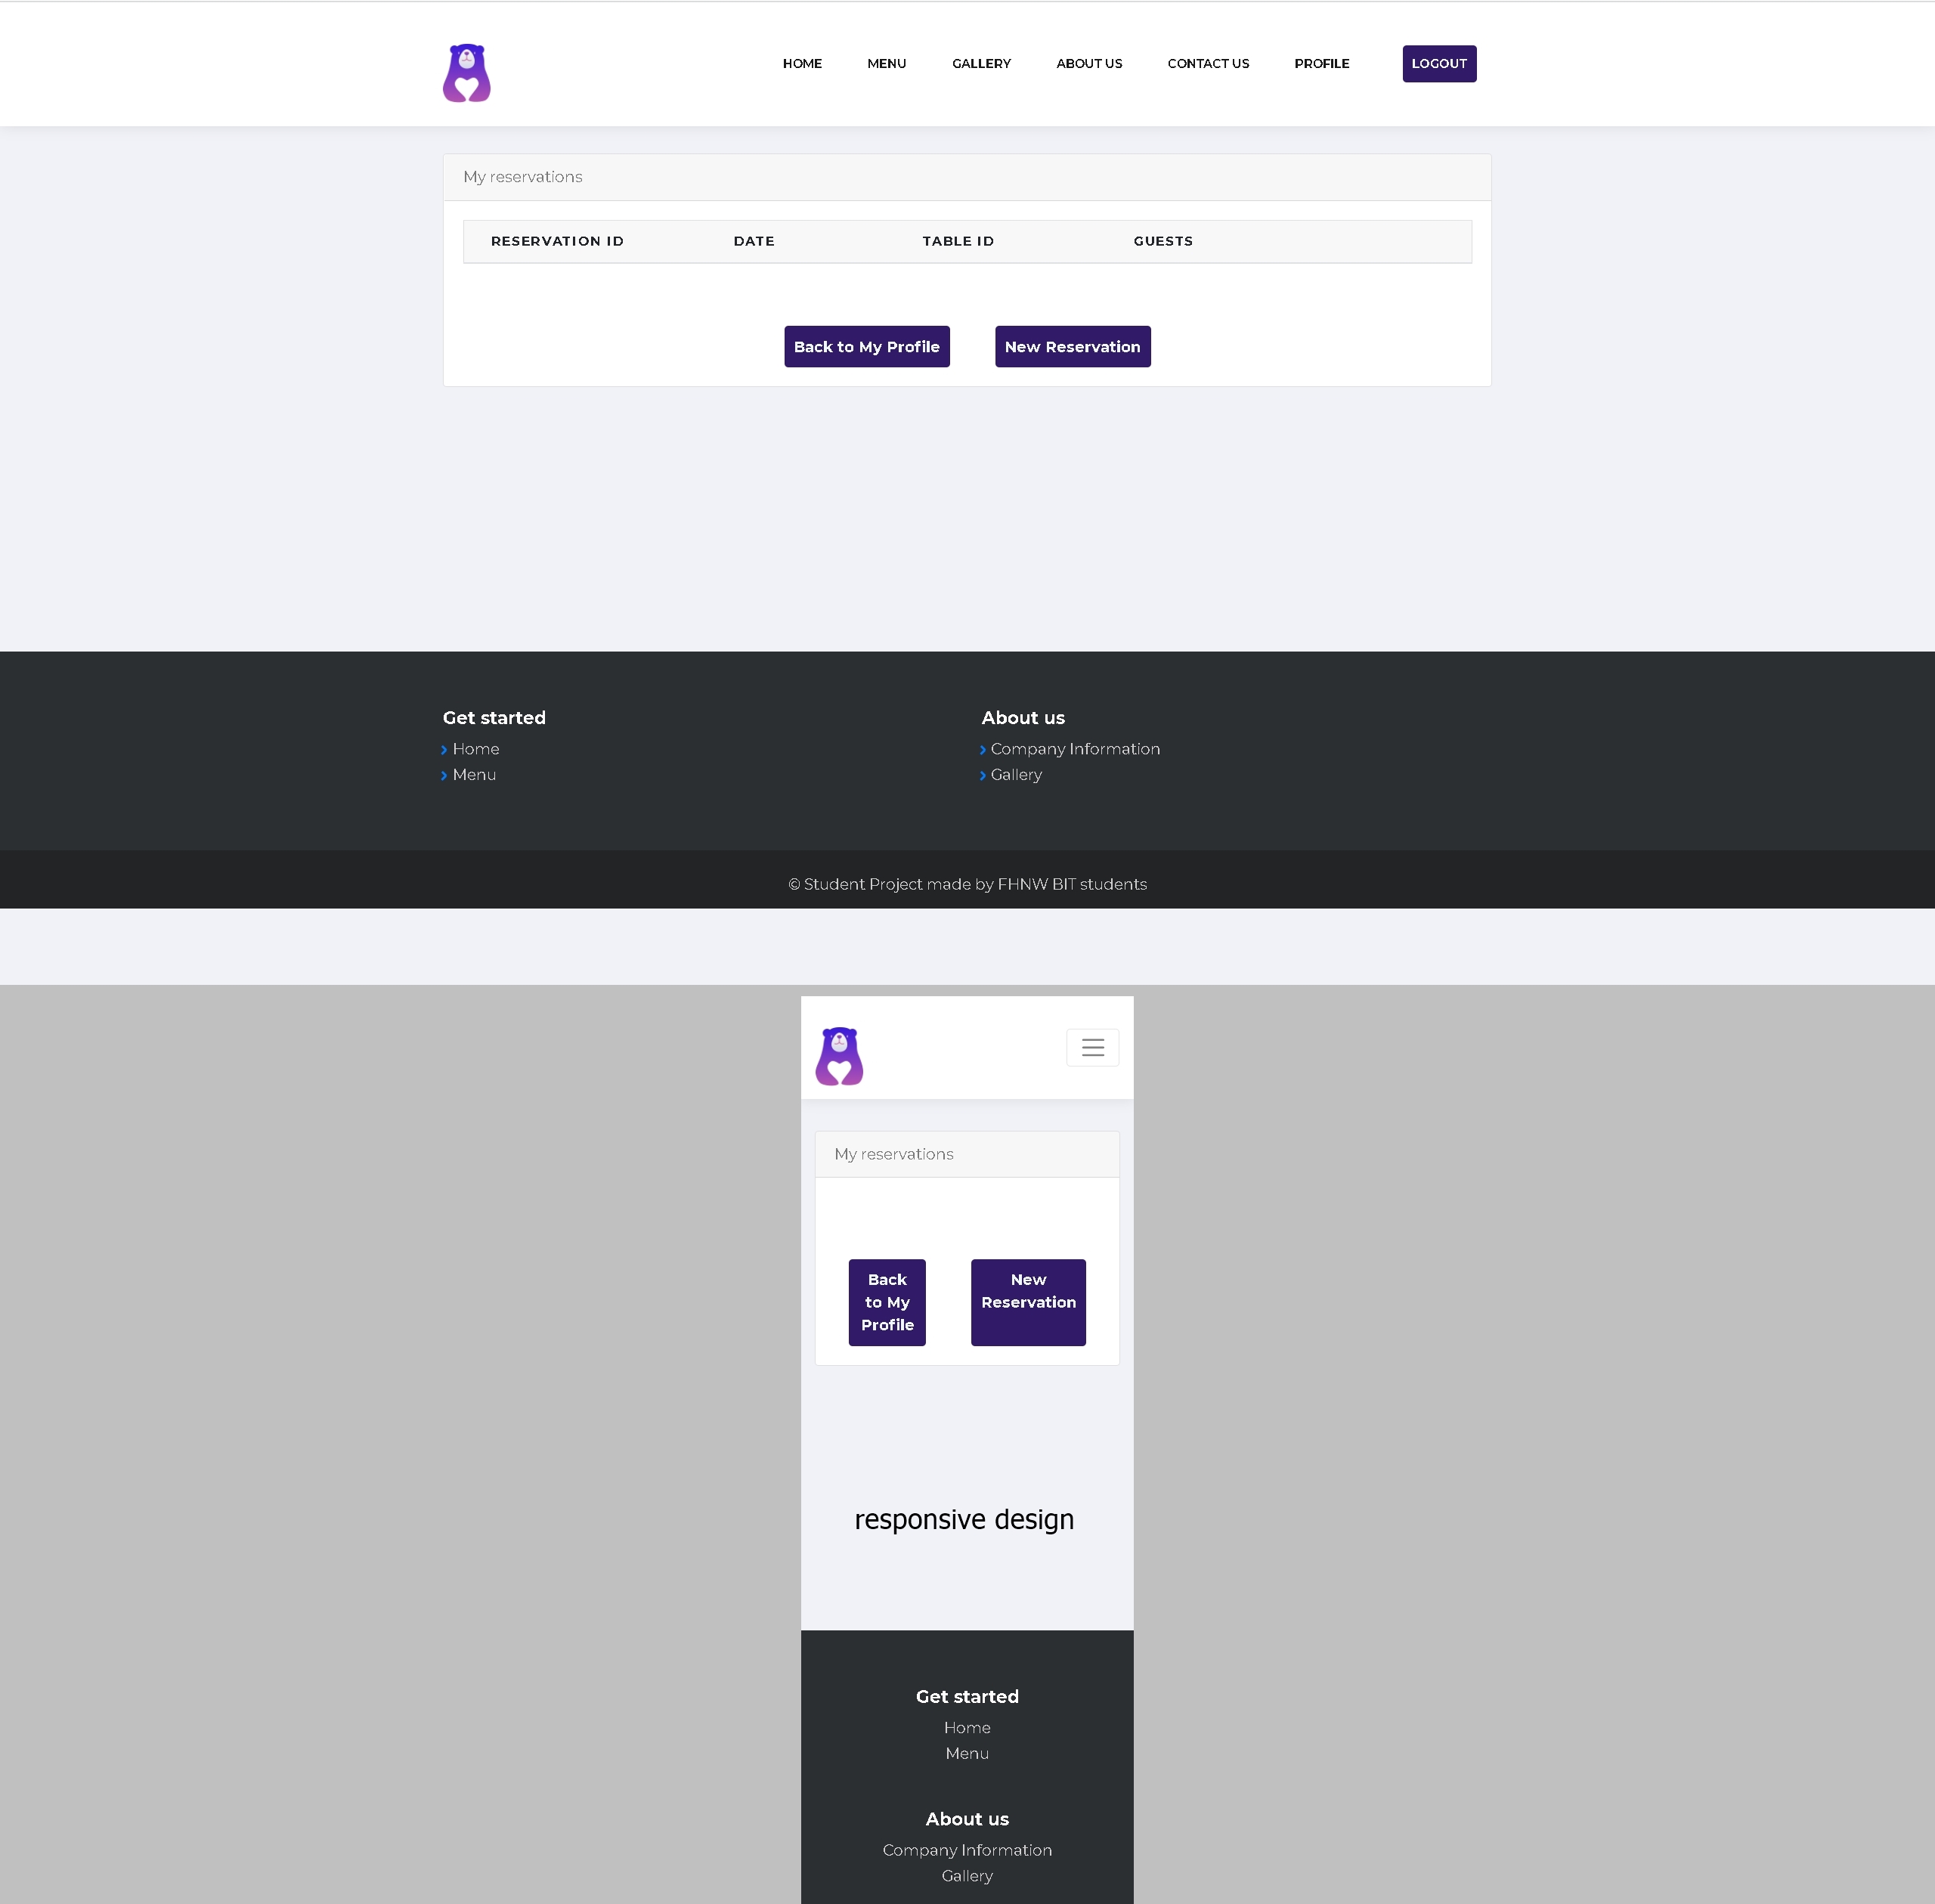 HOME MENU GALLERY ABOUT US CONTACT US PROFILE LOGOUT
My reservations
RESERVATION ID DATE TABLE ID GUESTS
Back to My Profile New Reservation
Get started
Home
Menu
About us
Company Information
Gallery
© Student Project made by FHNW BIT students
My reservations
Back
to My
Profile
New
Reservation
responsive design
Get started
Home
Menu
About us
Company Information
Gallery